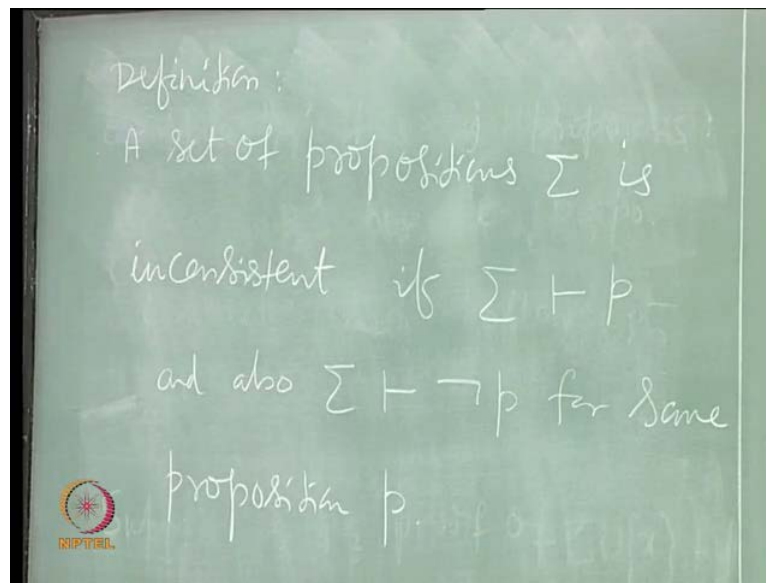 Definition:
A set of propositions Σ is
inconsistent if Σ ⊢ p
and also Σ ⊢ ¬p for some
proposition p.
NPTEL